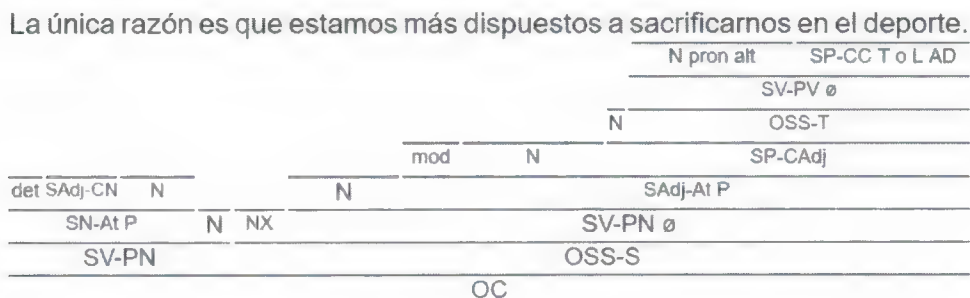 La única razón es que estamos más dispuestos a sacrificarnos en el deporte.
N pron alt SP-CC T o L AD
SV-PV ø
N OSS-T
mod N SP-CAdj
det SAdj-CN N N SAdj-At P
SN-At P N NX SV-PN ø
SV-PN OSS-S
OC